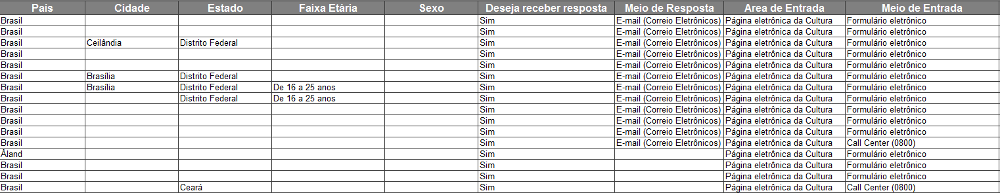 País Cidade Estado Faixa Etária Sexo Deseja receber resposta Meio de Resposta Area de Entrada Meio de Entrada
Brasil Sim E-mail (Correio Eletrônicos) Página eletrônica da Cultura Formulário eletrônico
Brasil Sim E-mail (Correio Eletrônicos) Página eletrônica da Cultura Formulário eletrônico
Brasil Ceilândia Distrito Federal Sim E-mail (Correio Eletrônicos) Página eletrônica da Cultura Formulário eletrônico
Brasil Sim E-mail (Correio Eletrônicos) Página eletrônica da Cultura Formulário eletrônico
Brasil Sim E-mail (Correio Eletrônicos) Página eletrônica da Cultura Formulário eletrônico
Brasil Brasília Distrito Federal Sim E-mail (Correio Eletrônicos) Página eletrônica da Cultura Formulário eletrônico
Brasil Brasília Distrito Federal De 16 a 25 anos Sim E-mail (Correio Eletrônicos) Página eletrônica da Cultura Formulário eletrônico
Brasil Distrito Federal De 16 a 25 anos Sim E-mail (Correio Eletrônicos) Página eletrônica da Cultura Formulário eletrônico
Brasil Sim E-mail (Correio Eletrônicos) Página eletrônica da Cultura Formulário eletrônico
Brasil Sim E-mail (Correio Eletrônicos) Página eletrônica da Cultura Formulário eletrônico
Brasil Sim E-mail (Correio Eletrônicos) Página eletrônica da Cultura Formulário eletrônico
Brasil Sim E-mail (Correio Eletrônicos) Página eletrônica da Cultura Call Center (0800)
Åland Sim Página eletrônica da Cultura Formulário eletrônico
Brasil Sim Página eletrônica da Cultura Formulário eletrônico
Brasil Sim Página eletrônica da Cultura Formulário eletrônico
Brasil Ceará Sim Página eletrônica da Cultura Call Center (0800)